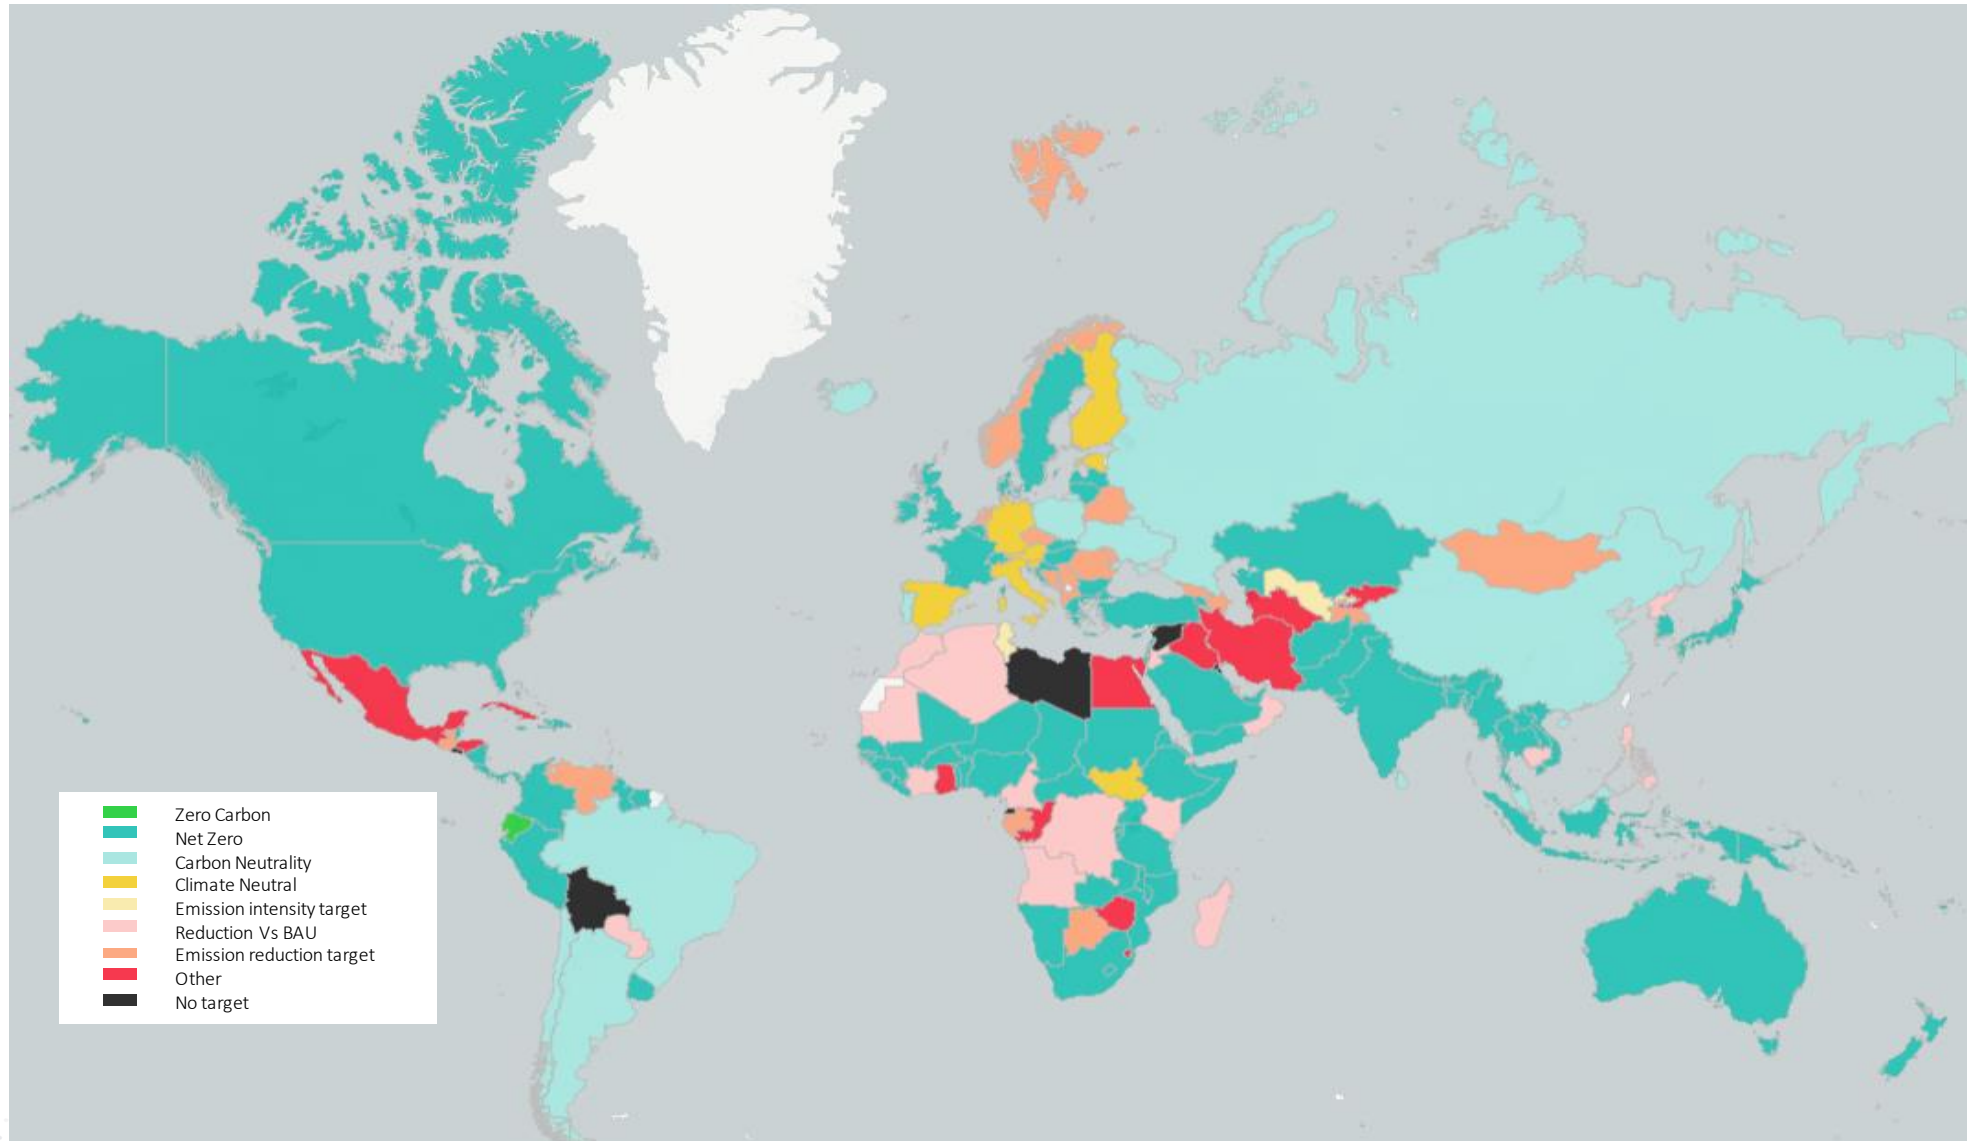 Zero Carbon
Net Zero
Carbon Neutrality
Climate Neutral
Emission intensity target
Reduction Vs BAU
Emission reduction target
Other
No target